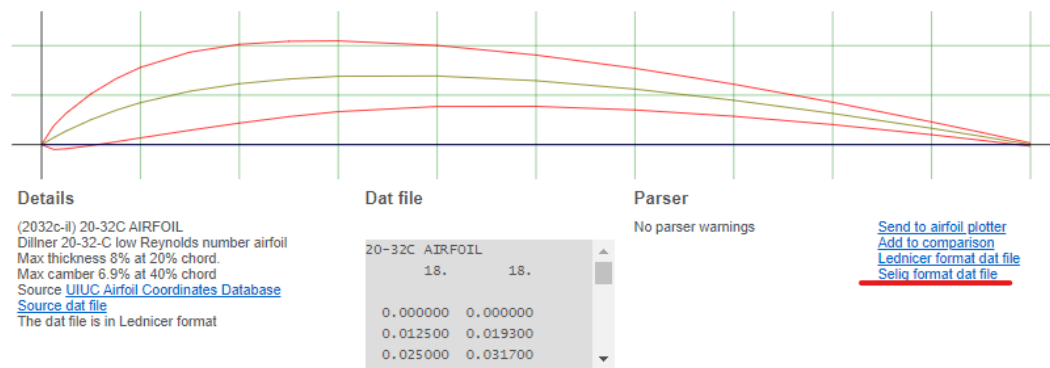 Details
(2032c-il) 20-32C AIRFOIL
Dillner 20-32-C low Reynolds number airfoil
Max thickness 8% at 20% chord.
Max camber 6.9% at 40% chord
Source UIUC Airfoil Coordinates Database
Source dat file
The dat file is in Lednicer format
Dat file
20-32C AIRFOIL
18. 18.
0.000000 0.000000
0.012500 0.019300
0.025000 0.031700
Parser
No parser warnings
Send to airfoil plotter
Add to comparison
Lednicer format dat file
Selig format dat file